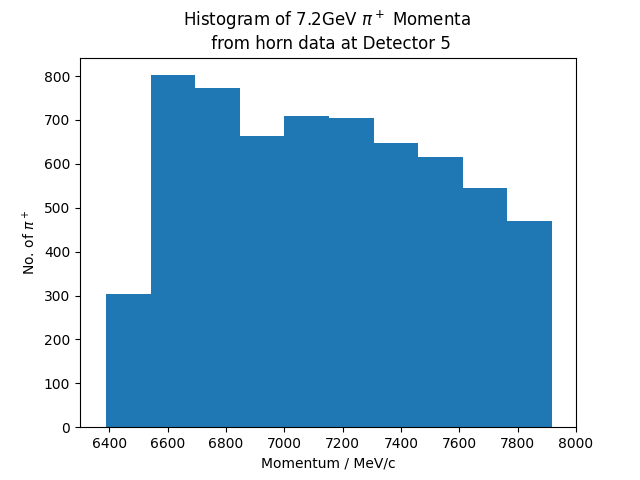 Histogram of 7.2GeV π⁺ Momenta
from horn data at Detector 5
800
700
600
500
400
300
200
100
0
No. of π⁺
6400 6600 6800 7000 7200 7400 7600 7800 8000
Momentum / MeV/c